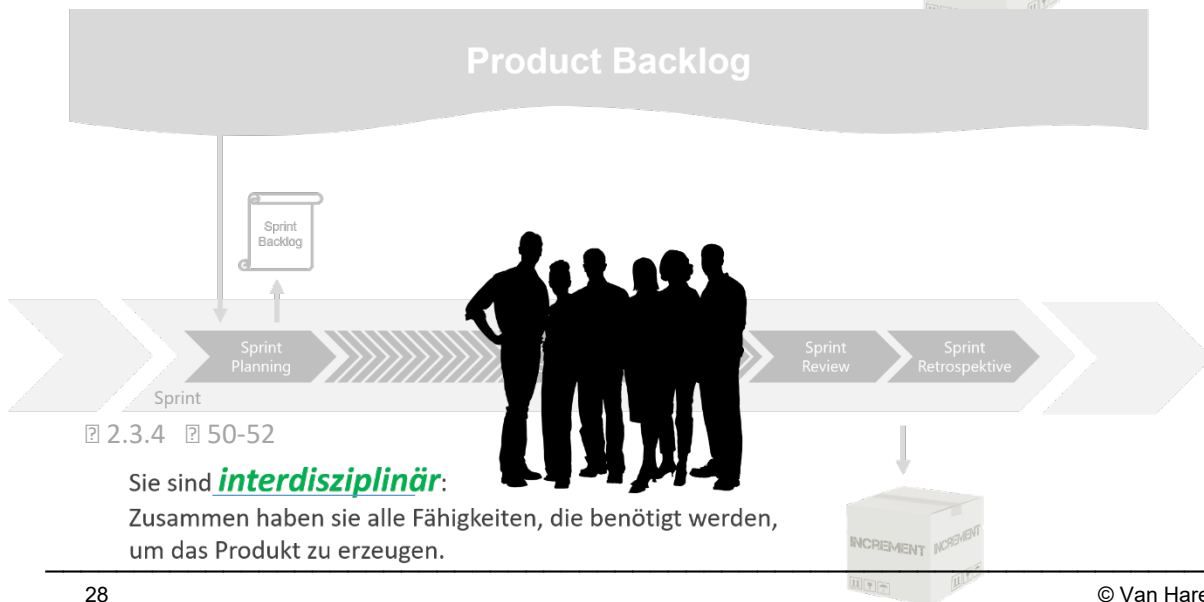 Product Backlog
Sprint
Backlog
Sprint
Planning
Sprint
Review
Sprint
Retrospektive
Sprint
2.3.4 50-52
Sie sind interdisziplinär:
Zusammen haben sie alle Fähigkeiten, die benötigt werden,
um das Produkt zu erzeugen.
INCREMENT INCREMENT
28
© Van Hare